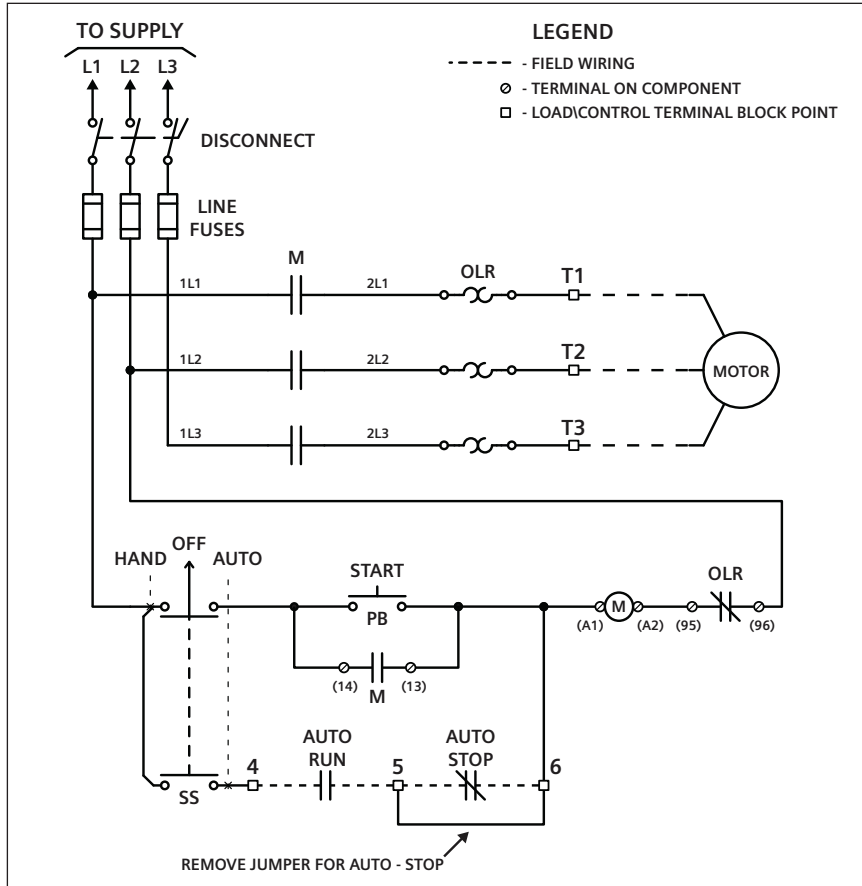 TO SUPPLY
L1 L2 L3
DISCONNECT
LINE
FUSES
LEGEND
- FIELD WIRING
- TERMINAL ON COMPONENT
- LOAD\CONTROL TERMINAL BLOCK POINT
M
OLR
1L1 2L1 T1
1L2 2L2 T2
1L3 2L3 T3
MOTOR
HAND OFF AUTO
START
PB
OLR
M
(A1) (A2) (95) (96)
(14) (13)
M
AUTO
RUN
AUTO
STOP
4 5 6
SS
REMOVE JUMPER FOR AUTO - STOP